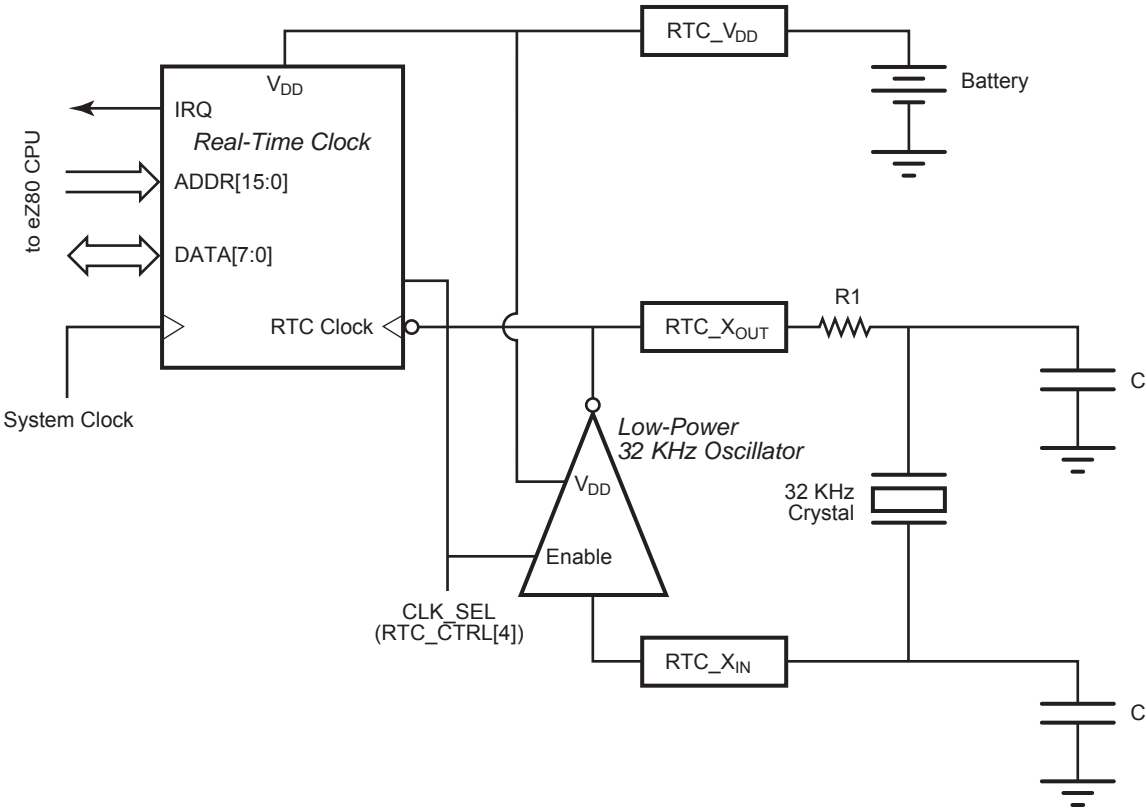 RTC_VDD
VDD
Battery
IRQ
Real-Time Clock
to eZ80 CPU
ADDR[15:0]
DATA[7:0]
R1
RTC Clock
RTC_XOUT
C
System Clock
Low-Power
32 KHz Oscillator
VDD
32 KHz
Crystal
Enable
CLK_SEL
(RTC_CTRL[4])
RTC_XIN
C